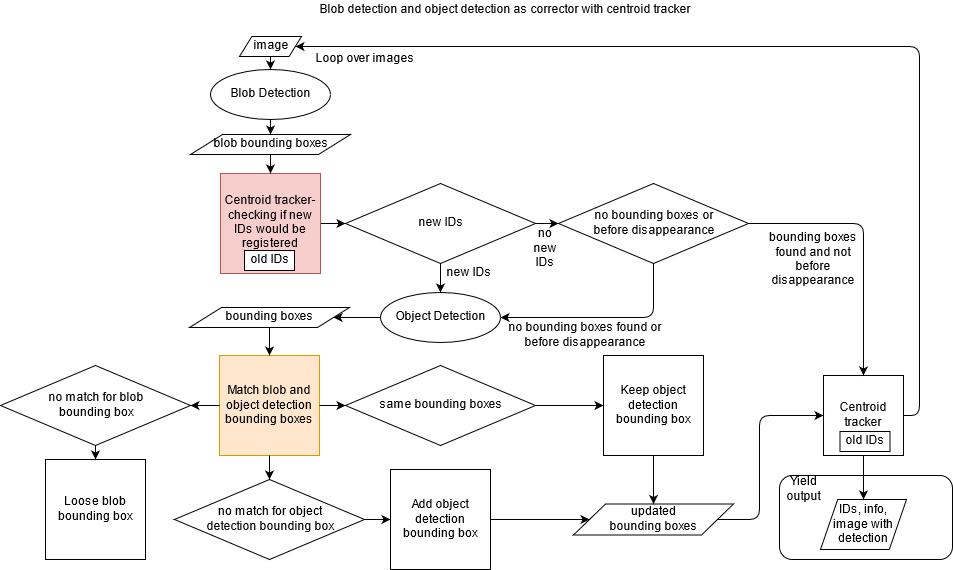 Blob detection and object detection as corrector with centroid tracker
image
Loop over images
Blob Detection
blob bounding boxes
Centroid tracker-
checking if new
IDs would be
registered
old IDs
new IDs
no
new
IDs
no bounding boxes or
before disappearance
bounding boxes
found and not
before
disappearance
new IDs
bounding boxes
Object Detection
no bounding boxes found or
before disappearance
no match for blob
bounding box
Match blob and
object detection
bounding boxes
same bounding boxes
Keep object
detection
bounding box
Centroid
tracker
old IDs
Loose blob
bounding box
no match for object
detection bounding box
Add object
detection
bounding box
updated
bounding boxes
Yield
output
IDs, info,
image with
detection